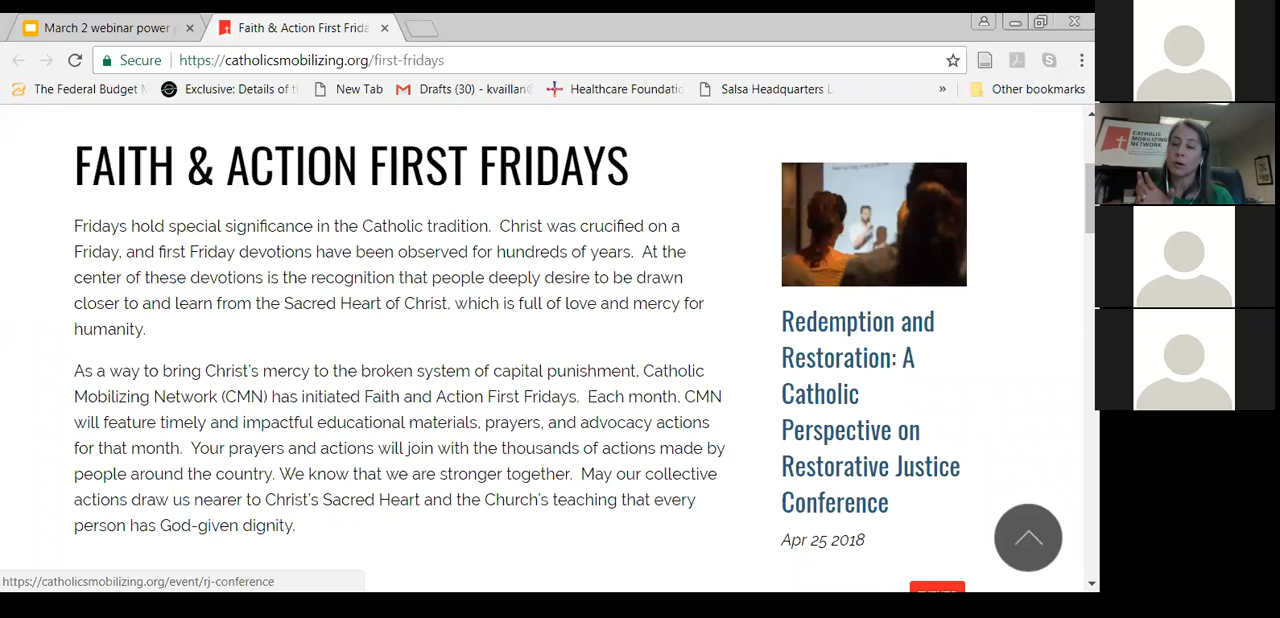 March 2 webinar power
Faith & Action First Frida
Secure
https://catholicsmobilizing.org/first-fridays
The Federal Budget
Exclusive: Details of t
New Tab
Drafts (30) - kvaillan
Healthcare Foundatio
Salsa Headquarters
»
Other bookmarks
FAITH & ACTION FIRST FRIDAYS
Fridays hold special significance in the Catholic tradition. Christ was crucified on a
Friday, and first Friday devotions have been observed for hundreds of years. At the
center of these devotions is the recognition that people deeply desire to be drawn
closer to and learn from the Sacred Heart of Christ, which is full of love and mercy for
humanity.
As a way to bring Christ's mercy to the broken system of capital punishment, Catholic
Mobilizing Network (CMN) has initiated Faith and Action First Fridays. Each month, CMN
will feature timely and impactful educational materials, prayers, and advocacy actions
for that month. Your prayers and actions will join with the thousands of actions made by
people around the country. We know that we are stronger together. May our collective
actions draw us nearer to Christ's Sacred Heart and the Church's teaching that every
person has God-given dignity.
Redemption and
Restoration: A
Catholic
Perspective on
Restorative Justice
Conference
Apr 25 2018
https://catholicsmobilizing.org/event/rj-conference
CATHOLIC
MOBILIZING
NETWORK